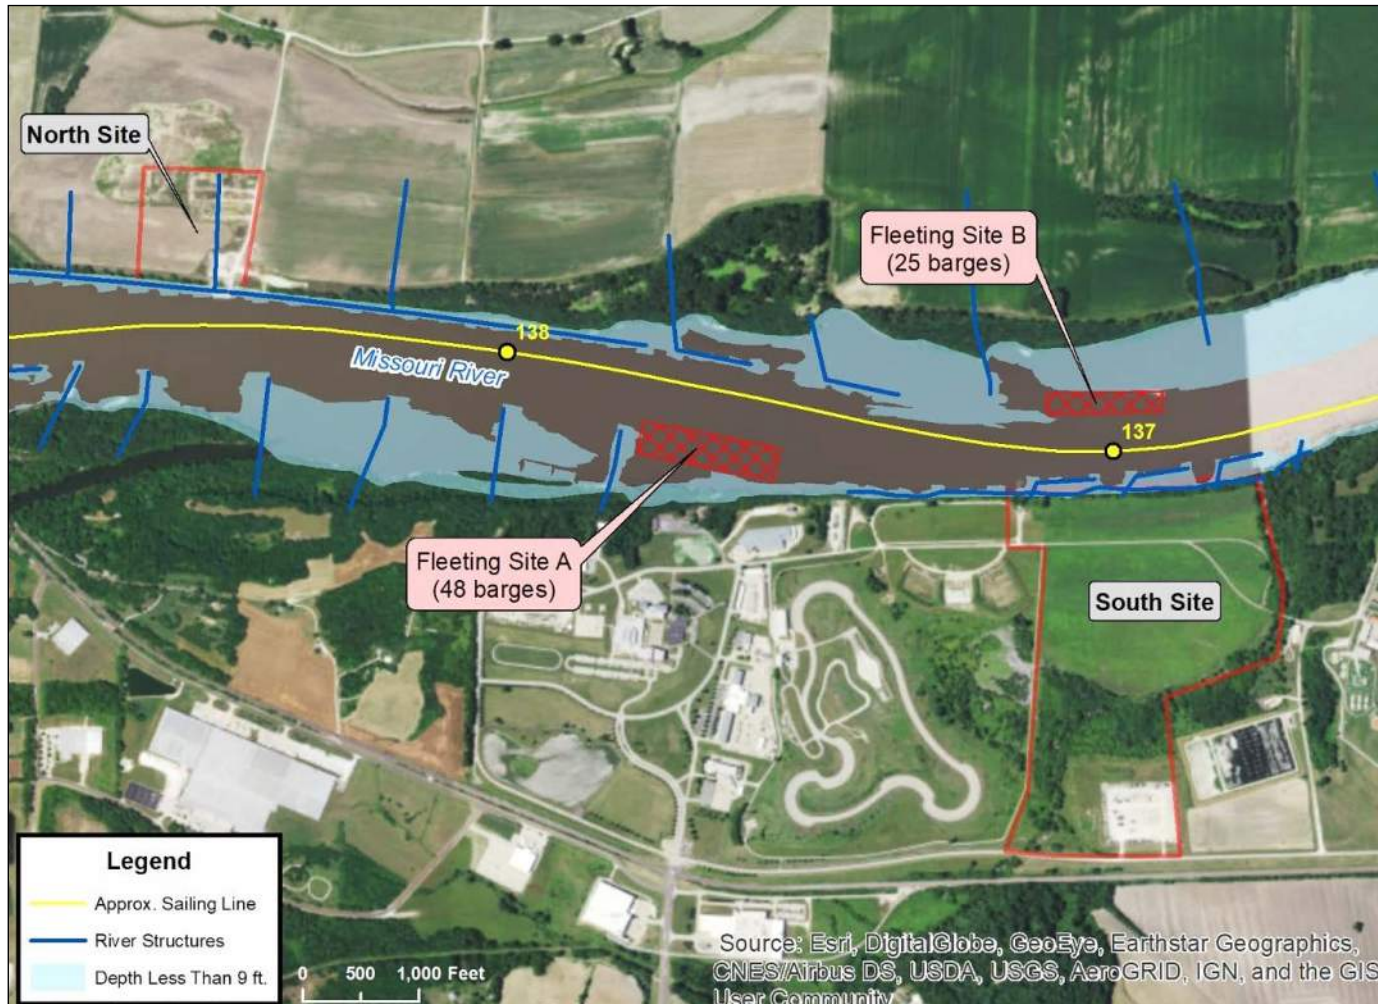 North Site
Fleeting Site B
(25 barges)
138
Missouri River
137
Fleeting Site A
(48 barges)
South Site
Legend
Approx. Sailing Line
River Structures
Depth Less Than 9 ft.
0 500 1,000 Feet
Source: Esri, DigitalGlobe, GeoEye, Earthstar Geographics,
CNES/Airbus DS, USDA, USGS, AeroGRID, IGN, and the GIS
User Community